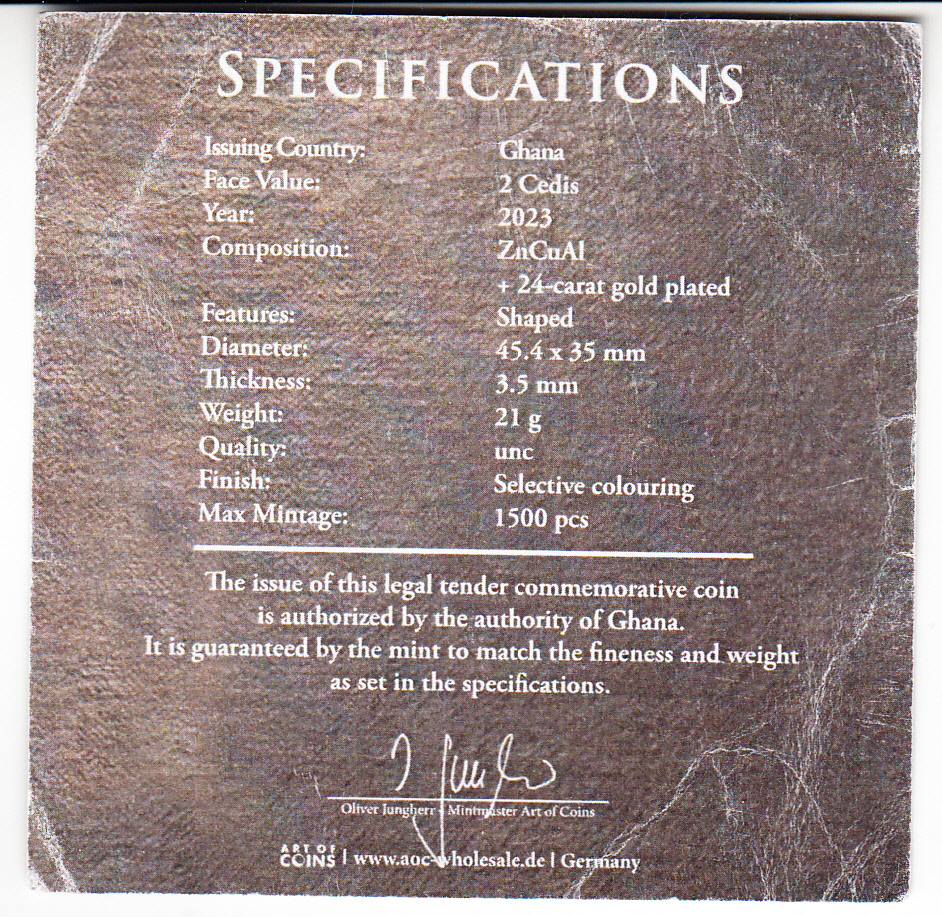 SPECIFICATIONS
Issuing Country: Ghana
Face Value: 2 Cedis
Year: 2023
Composition: ZnCuAl
+ 24-carat gold plated
Features: Shaped
Diameter: 45.4 x 35 mm
Thickness: 3.5 mm
Weight: 21 g
Quality: unc
Finish: Selective colouring
Max Mintage: 1500 pcs
The issue of this legal tender commemorative coin
is authorized by the authority of Ghana.
It is guaranteed by the mint to match the fineness and weight
as set in the specifications.
Oliver Jungherr - Mintmaster Art of Coins
ART OF
COINS | www.aoc-wholesale.de | Germany